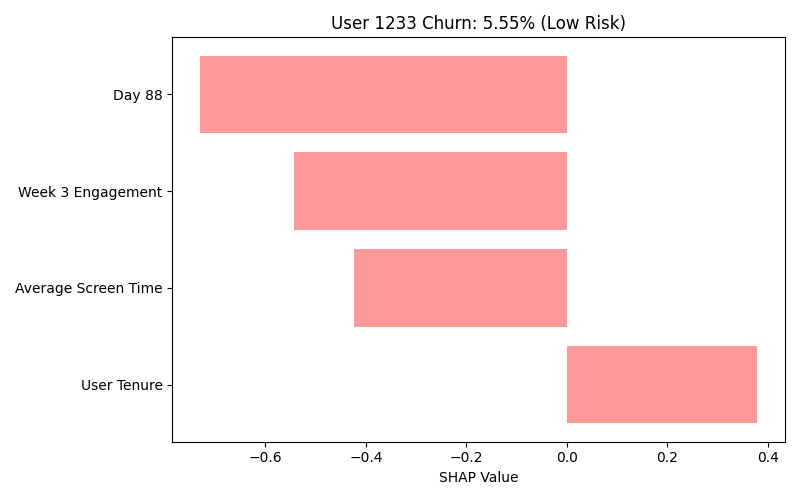 User 1233 Churn: 5.55% (Low Risk)
Day 88
Week 3 Engagement
Average Screen Time
User Tenure
−0.6 −0.4 −0.2 0.0 0.2 0.4
SHAP Value